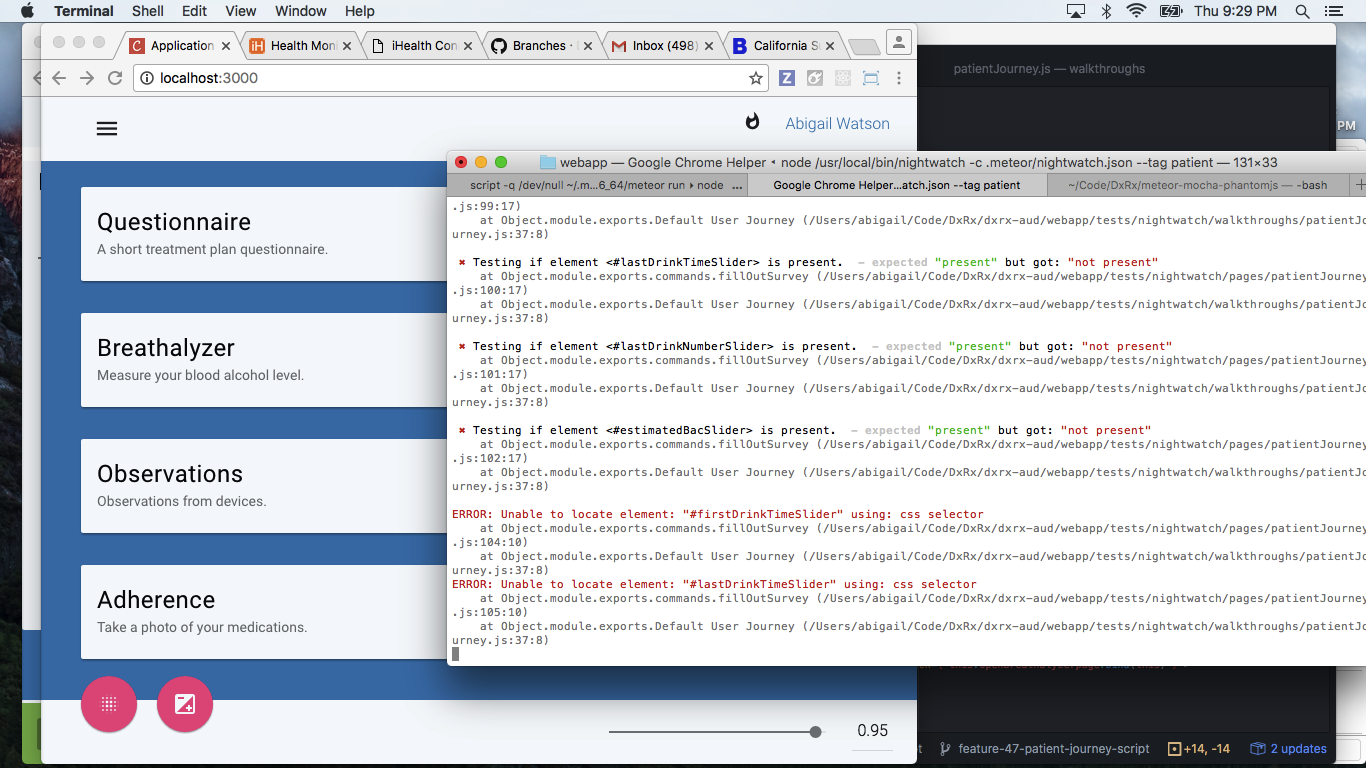 Terminal Shell Edit View Window Help
Thu 9:29 PM
Application
Health Moni
iHealth Con
Branches ·
Inbox (498)
California S
patientJourney.js — walkthroughs
localhost:3000
PM
Abigail Watson
webapp — Google Chrome Helper • node /usr/local/bin/nightwatch -c .meteor/nightwatch.json --tag patient — 131×33
script -q /dev/null ~/.m...6_64/meteor run ▸ node ...
Google Chrome Helper...atch.json --tag patient
~/Code/DxRx/meteor-mocha-phantomjs — -bash
.js:99:17)
at Object.module.exports.Default User Journey (/Users/abigail/Code/DxRx/dxrx-aud/webapp/tests/nightwatch/walkthroughs/patientJo
urney.js:37:8)
✖ Testing if element <#lastDrinkTimeSlider> is present. – expected "present" but got: "not present"
at Object.module.exports.commands.fillOutSurvey (/Users/abigail/Code/DxRx/dxrx-aud/webapp/tests/nightwatch/pages/patientJourney
.js:100:17)
at Object.module.exports.Default User Journey (/Users/abigail/Code/DxRx/dxrx-aud/webapp/tests/nightwatch/walkthroughs/patientJo
urney.js:37:8)
✖ Testing if element <#lastDrinkNumberSlider> is present. – expected "present" but got: "not present"
at Object.module.exports.commands.fillOutSurvey (/Users/abigail/Code/DxRx/dxrx-aud/webapp/tests/nightwatch/pages/patientJourney
.js:101:17)
at Object.module.exports.Default User Journey (/Users/abigail/Code/DxRx/dxrx-aud/webapp/tests/nightwatch/walkthroughs/patientJo
urney.js:37:8)
✖ Testing if element <#estimatedBacSlider> is present. – expected "present" but got: "not present"
at Object.module.exports.commands.fillOutSurvey (/Users/abigail/Code/DxRx/dxrx-aud/webapp/tests/nightwatch/pages/patientJourney
.js:102:17)
at Object.module.exports.Default User Journey (/Users/abigail/Code/DxRx/dxrx-aud/webapp/tests/nightwatch/walkthroughs/patientJo
urney.js:37:8)
ERROR: Unable to locate element: "#firstDrinkTimeSlider" using: css selector
at Object.module.exports.commands.fillOutSurvey (/Users/abigail/Code/DxRx/dxrx-aud/webapp/tests/nightwatch/pages/patientJourney
.js:104:10)
at Object.module.exports.Default User Journey (/Users/abigail/Code/DxRx/dxrx-aud/webapp/tests/nightwatch/walkthroughs/patientJo
urney.js:37:8)
ERROR: Unable to locate element: "#lastDrinkTimeSlider" using: css selector
at Object.module.exports.commands.fillOutSurvey (/Users/abigail/Code/DxRx/dxrx-aud/webapp/tests/nightwatch/pages/patientJourney
.js:105:10)
at Object.module.exports.Default User Journey (/Users/abigail/Code/DxRx/dxrx-aud/webapp/tests/nightwatch/walkthroughs/patientJo
urney.js:37:8)
Questionnaire
A short treatment plan questionnaire.
Breathalyzer
Measure your blood alcohol level.
Observations
Observations from devices.
Adherence
Take a photo of your medications.
0.95
feature-47-patient-journey-script
+14, -14
2 updates